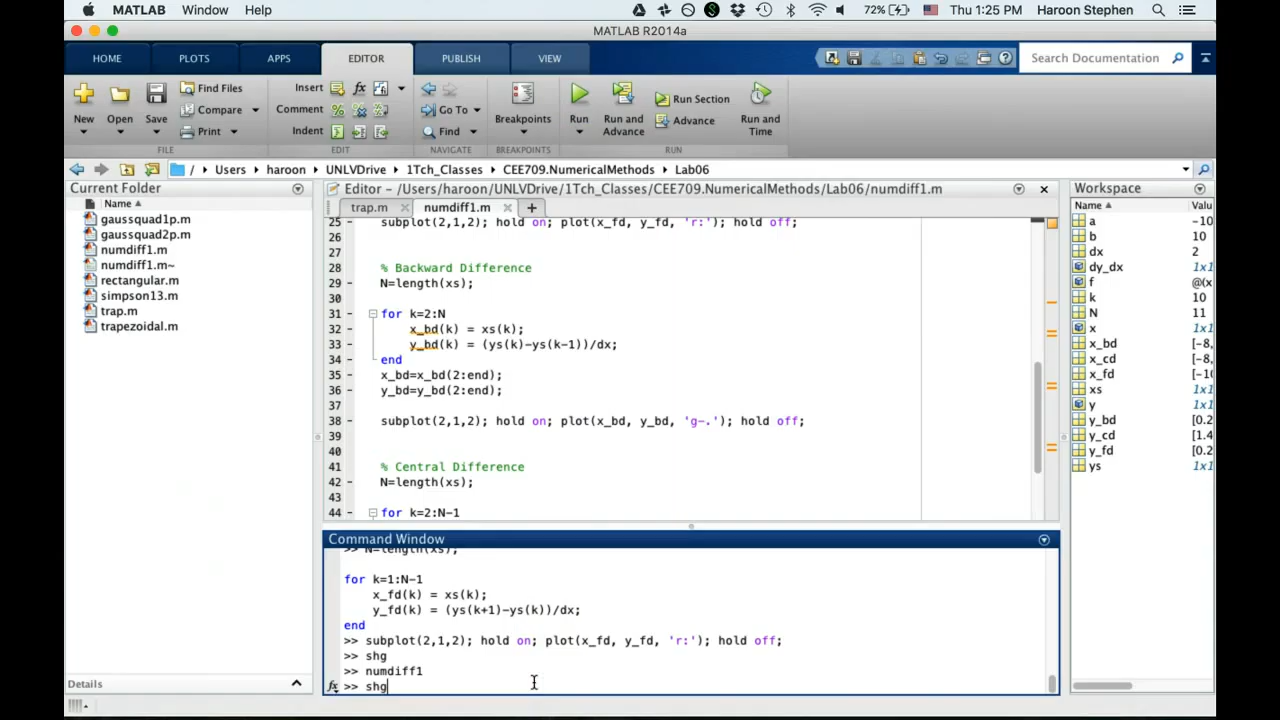 MATLAB Window Help 72% Thu 1:25 PM Haroon Stephen
MATLAB R2014a
HOME PLOTS APPS EDITOR PUBLISH VIEW Search Documentation
New Open Save Find Files Compare Print Insert Comment Indent fx Go To Find Breakpoints Run Run and Advance Run Section Advance Run and Time
FILE EDIT NAVIGATE BREAKPOINTS RUN
/ Users haroon UNLVDrive 1Tch_Classes CEE709.NumericalMethods Lab06
Current Folder
Name
gaussquad1p.m
gaussquad2p.m
numdiff1.m
numdiff1.m~
rectangular.m
simpson13.m
trap.m
trapezoidal.m
Details
Editor - /Users/haroon/UNLVDrive/1Tch_Classes/CEE709.NumericalMethods/Lab06/numdiff1.m
trap.m numdiff1.m
25 - subplot(2,1,2); hold on; plot(x_fd, y_fd, 'r:'); hold off;
26
27
28 % Backward Difference
29 - N=length(xs);
30
31 - for k=2:N
32 - x_bd(k) = xs(k);
33 - y_bd(k) = (ys(k)-ys(k-1))/dx;
34 - end
35 - x_bd=x_bd(2:end);
36 - y_bd=y_bd(2:end);
37
38 - subplot(2,1,2); hold on; plot(x_bd, y_bd, 'g-.'); hold off;
39
40
41 % Central Difference
42 - N=length(xs);
43
44 - for k=2:N-1
Command Window
>> N=length(xs);
for k=1:N-1
x_fd(k) = xs(k);
y_fd(k) = (ys(k+1)-ys(k))/dx;
end
>> subplot(2,1,2); hold on; plot(x_fd, y_fd, 'r:'); hold off;
>> shg
>> numdiff1
fx >> shg
Workspace
Name Valu
a -10
b 10
dx 2
dy_dx 1x1
f @(x
k 10
N 11
x 1x1
x_bd [-8,
x_cd [-8,
x_fd [-10
xs 1x1
y 1x1
y_bd [0.2
y_cd [1.4
y_fd [0.2
ys 1x1